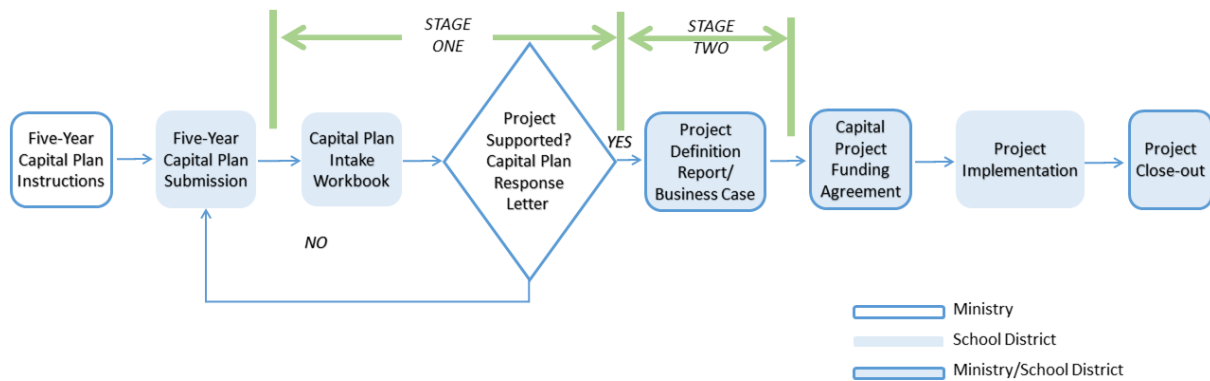 STAGE
ONE
STAGE
TWO
Five-Year
Capital Plan
Instructions
Five-Year
Capital Plan
Submission
Capital Plan
Intake
Workbook
Project
Supported?
Capital Plan
Response
Letter
YES
Project
Definition
Report/
Business Case
Capital
Project
Funding
Agreement
Project
Implementation
Project
Close-out
NO
Ministry
School District
Ministry/School District